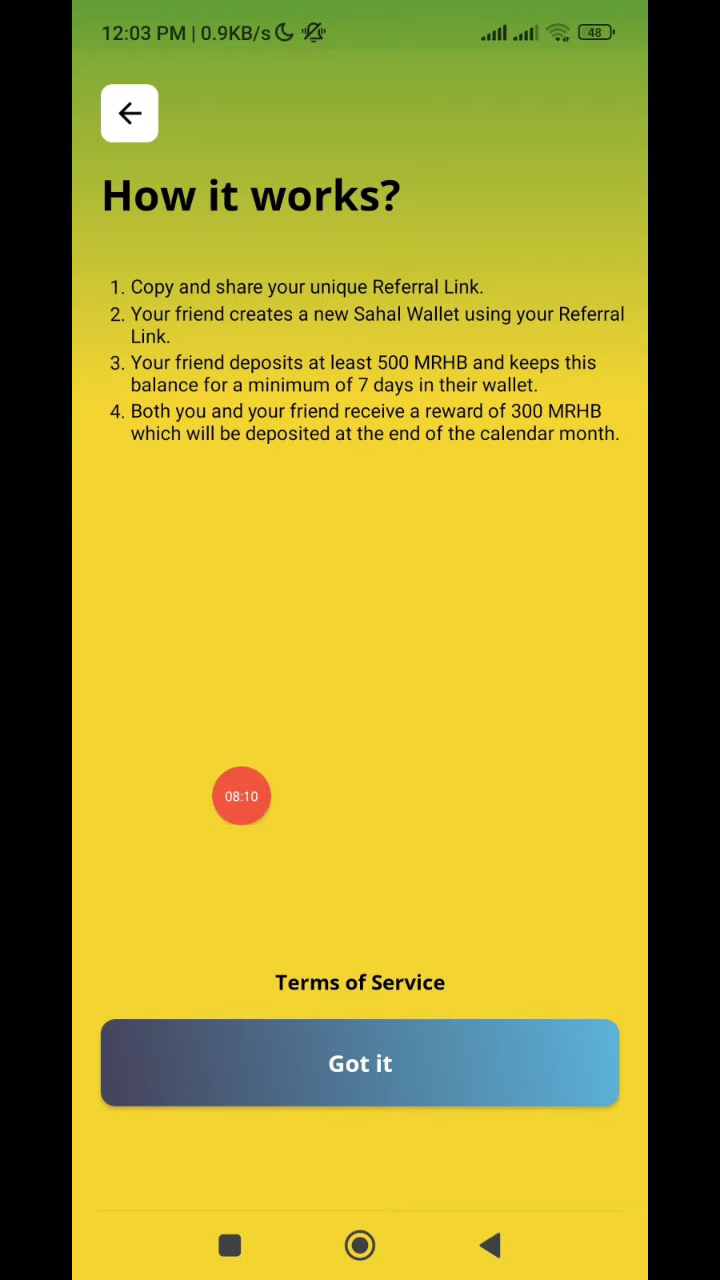 12:03 PM | 0.9KB/s
48
How it works?
1. Copy and share your unique Referral Link.
2. Your friend creates a new Sahal Wallet using your Referral
Link.
3. Your friend deposits at least 500 MRHB and keeps this
balance for a minimum of 7 days in their wallet.
4. Both you and your friend receive a reward of 300 MRHB
which will be deposited at the end of the calendar month.
08:10
Terms of Service
Got it